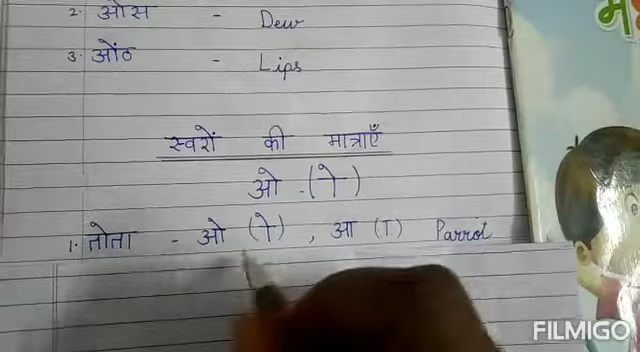 2. ओस - Dew
3. ओंठ - Lips
स्वरों की मात्राएँ
ओ - (ो)
1. तोता - ओ (ो), आ (ा) Parrot
FILMIGO